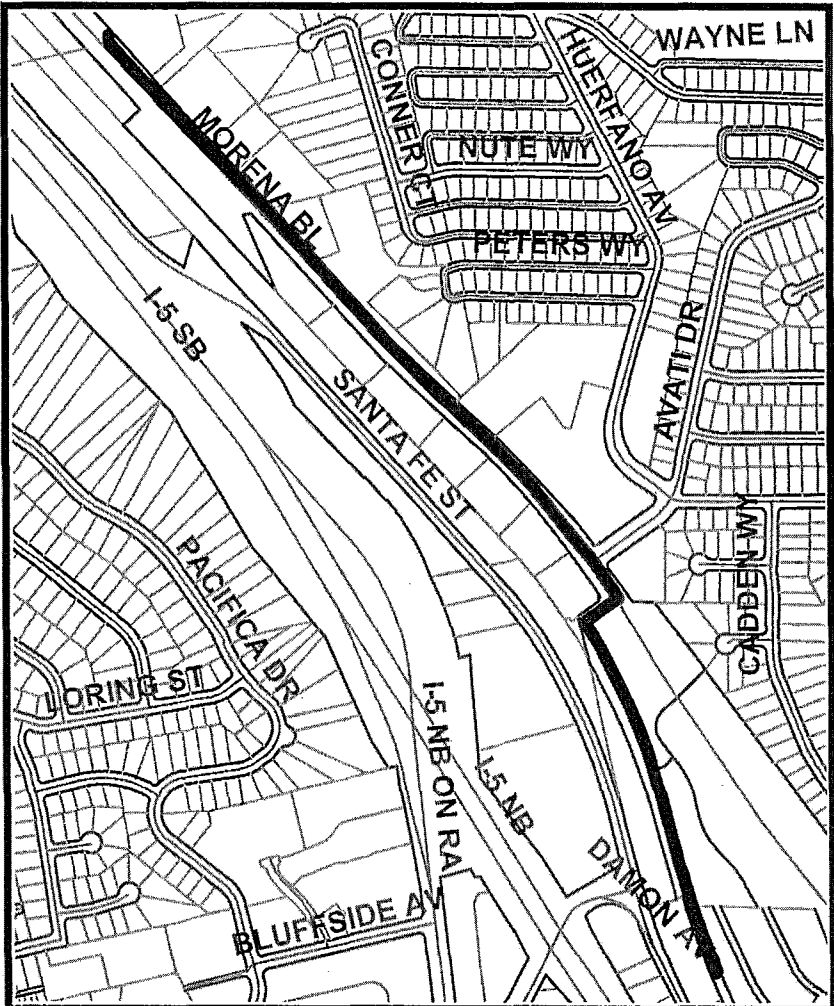 WAYNE LN
HUERFANO AV
CONNER CT
MORENA BL
NUTE WY
PETERS WY
I-5 SB
AVATI DR
SANTA FE ST
CADDEN WY
PACIFICA DR
LORING ST
I-5 NB ON RA
I-5 NB
DAMON AV
BLUFFSIDE AV